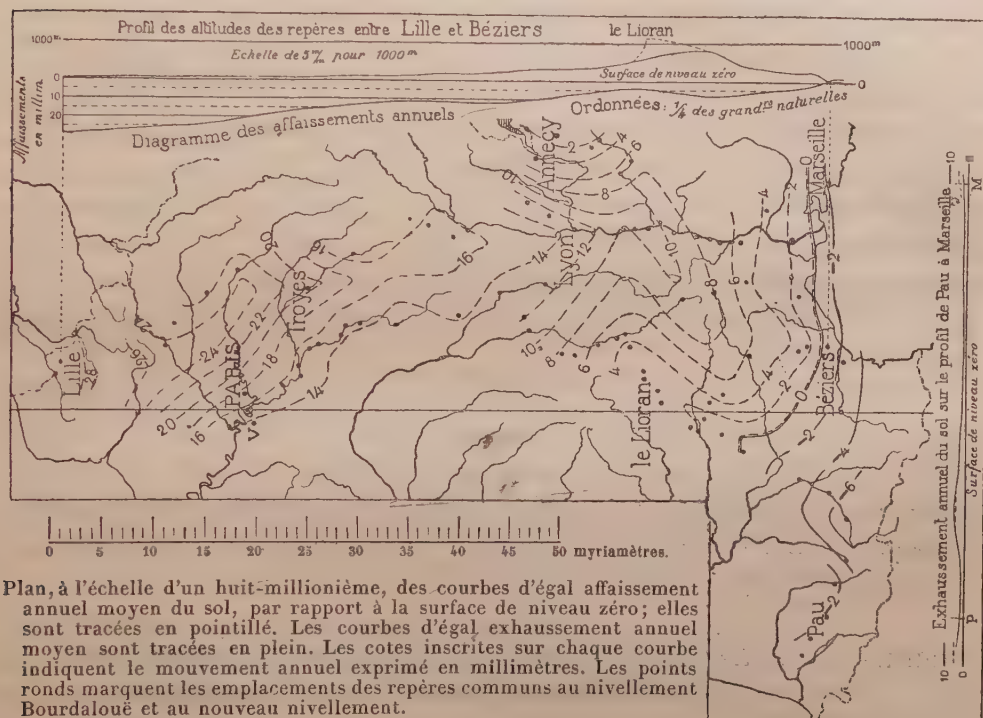 Profil des altitudes des repères entre Lille et Béziers
le Lioran
1000m
1000m
Echelle de 5 m/m pour 1000m
Surface de niveau zéro
0
10
20
0
Affaissements en millim.
Ordonnées: 1/4 des grand.rs naturelles
Diagramme des affaissements annuels
Annecy
Marseille
Lyon
Troyes
PARIS
Lille
le Lioran
Béziers
Pau
Exhaussement annuel du sol sur le profil de Pau à Marseille
Surface de niveau zéro
0 5 10 15 20 25 30 35 40 45 50 myriamètres.
Plan, à l'échelle d'un huit-millionième, des courbes d'égal affaissement
annuel moyen du sol, par rapport à la surface de niveau zéro; elles
sont tracées en pointillé. Les courbes d'égal exhaussement annuel
moyen sont tracées en plein. Les cotes inscrites sur chaque courbe
indiquent le mouvement annuel exprimé en millimètres. Les points
ronds marquent les emplacements des repères communs au nivellement
Bourdalouë et au nouveau nivellement.